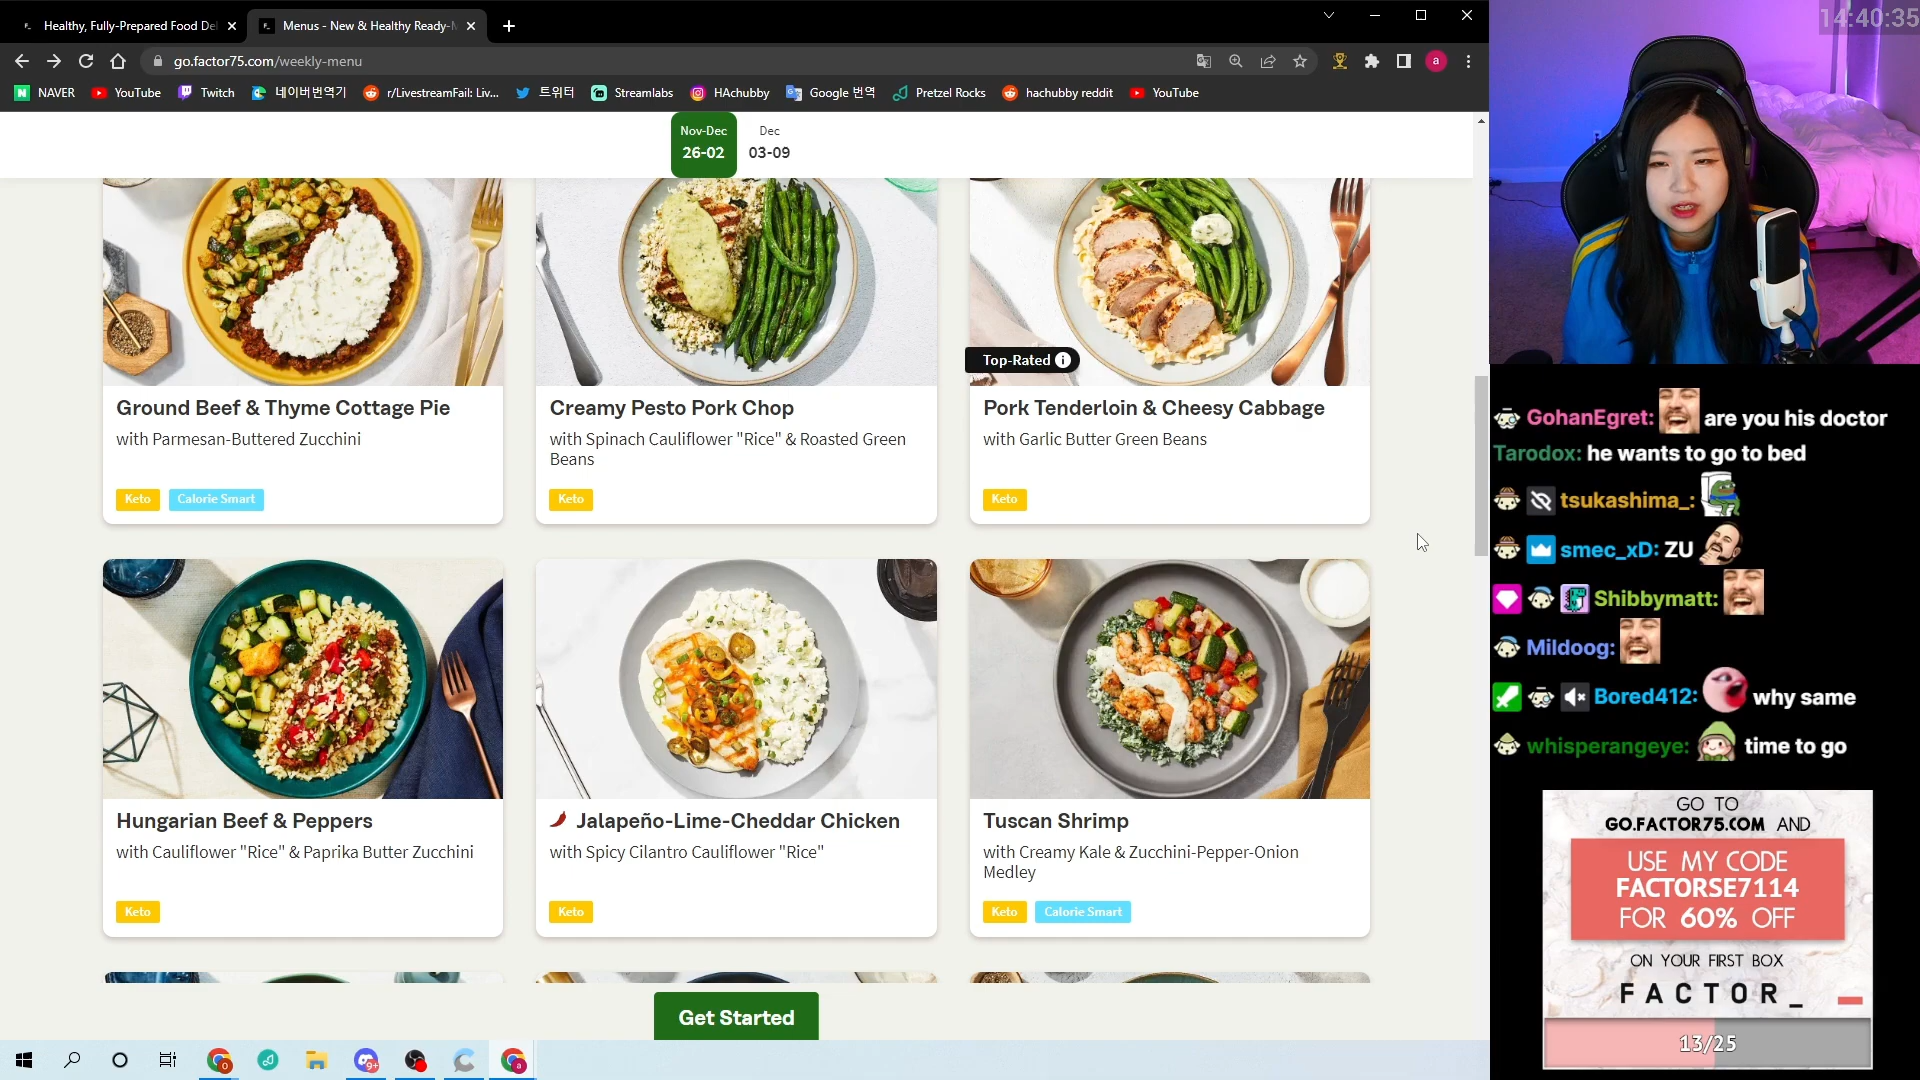 Healthy, Fully-Prepared Food De
Menus - New & Healthy Ready-M
14:40:35
go.factor75.com/weekly-menu
a
NAVER
YouTube
Twitch
네이버번역기
r/LivestreamFail: Liv...
트위터
Streamlabs
HAchubby
Google 번역
Pretzel Rocks
hachubby reddit
YouTube
Nov-Dec
26-02
Dec
03-09
Top-Rated
Ground Beef & Thyme Cottage Pie
with Parmesan-Buttered Zucchini
Keto
Calorie Smart
Creamy Pesto Pork Chop
with Spinach Cauliflower "Rice" & Roasted Green
Beans
Keto
Pork Tenderloin & Cheesy Cabbage
with Garlic Butter Green Beans
Keto
Hungarian Beef & Peppers
with Cauliflower "Rice" & Paprika Butter Zucchini
Keto
Jalapeño-Lime-Cheddar Chicken
with Spicy Cilantro Cauliflower "Rice"
Keto
Tuscan Shrimp
with Creamy Kale & Zucchini-Pepper-Onion
Medley
Keto
Calorie Smart
Get Started
GohanEgret: are you his doctor
Tarodox: he wants to go to bed
tsukashima_:
smec_xD: ZU
Shibbymatt:
Mildoog:
Bored412: why same
whisperangeye: time to go
GO TO
GO.FACTOR75.COM AND
USE MY CODE
FACTORSE7114
FOR 60% OFF
ON YOUR FIRST BOX
FACTOR_
13/25
9+